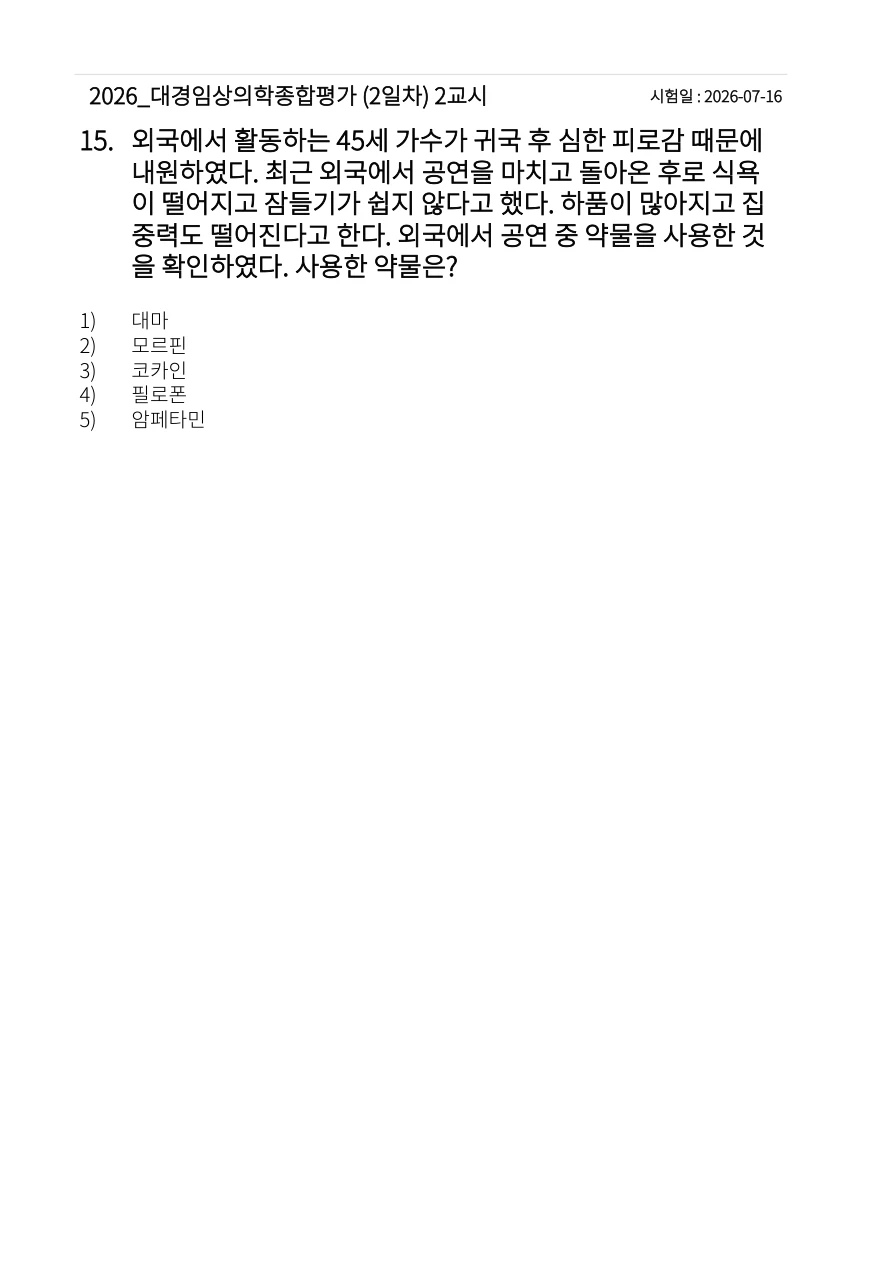 2026_대경임상의학종합평가 (2일차) 2교시
시험일 : 2026-07-16
15. 외국에서 활동하는 45세 가수가 귀국 후 심한 피로감 때문에
내원하였다. 최근 외국에서 공연을 마치고 돌아온 후로 식욕
이 떨어지고 잠들기가 쉽지 않다고 했다. 하품이 많아지고 집
중력도 떨어진다고 한다. 외국에서 공연 중 약물을 사용한 것
을 확인하였다. 사용한 약물은?
1) 대마
2) 모르핀
3) 코카인
4) 필로폰
5) 암페타민